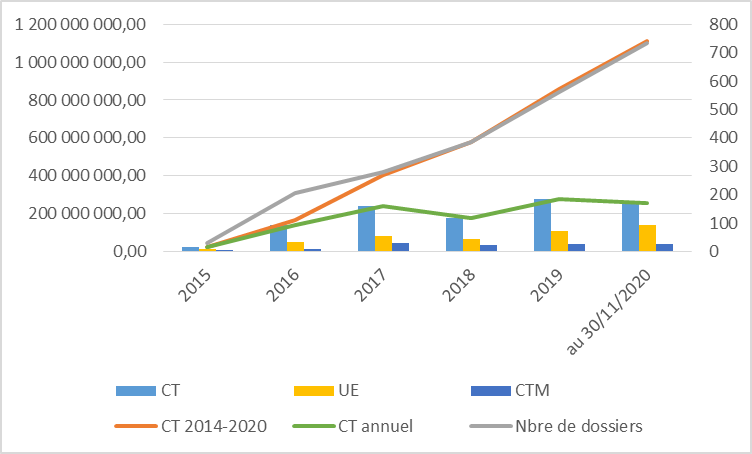 1 200 000 000,00
1 000 000 000,00
800 000 000,00
600 000 000,00
400 000 000,00
200 000 000,00
0,00
800
700
600
500
400
300
200
100
0
2015
2016
2017
2018
2019
au 30/11/2020
CT
UE
CTM
CT 2014-2020
CT annuel
Nbre de dossiers